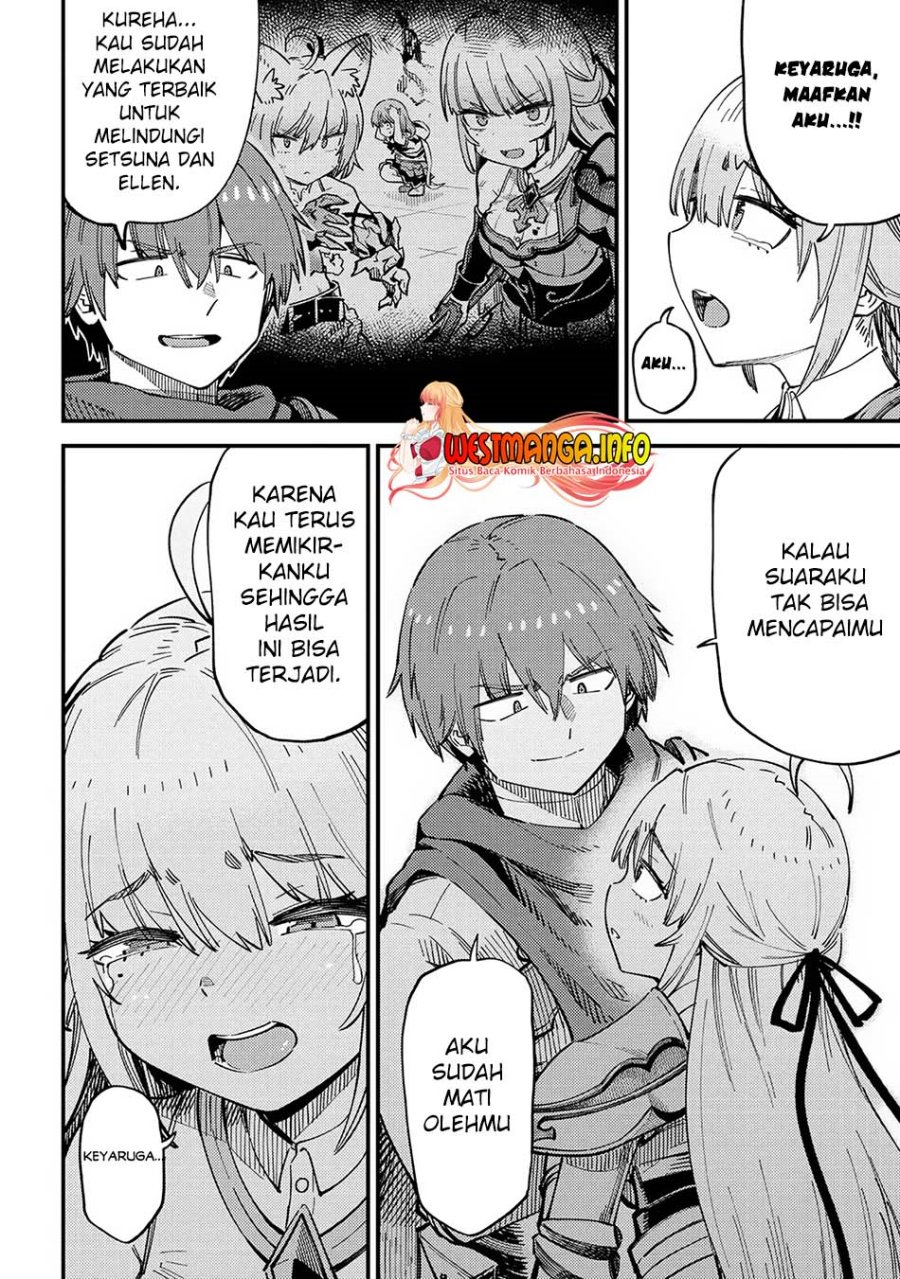 KEYARUGA,
MAAFKAN
AKU...!!
AKU...
KUREHA...
KAU SUDAH
MELAKUKAN
YANG TERBAIK
UNTUK
MELINDUNGI
SETSUNA DAN
ELLEN.
WESTMANGA.INFO
Situs Baca Komik Berbahasa Indonesia
KALAU
SUARAKU
TAK BISA
MENCAPAIMU
AKU
SUDAH
MATI
OLEHMU
KARENA
KAU TERUS
MEMIKIR-
KANKU
SEHINGGA
HASIL
INI BISA
TERJADI.
KEYARUGA...